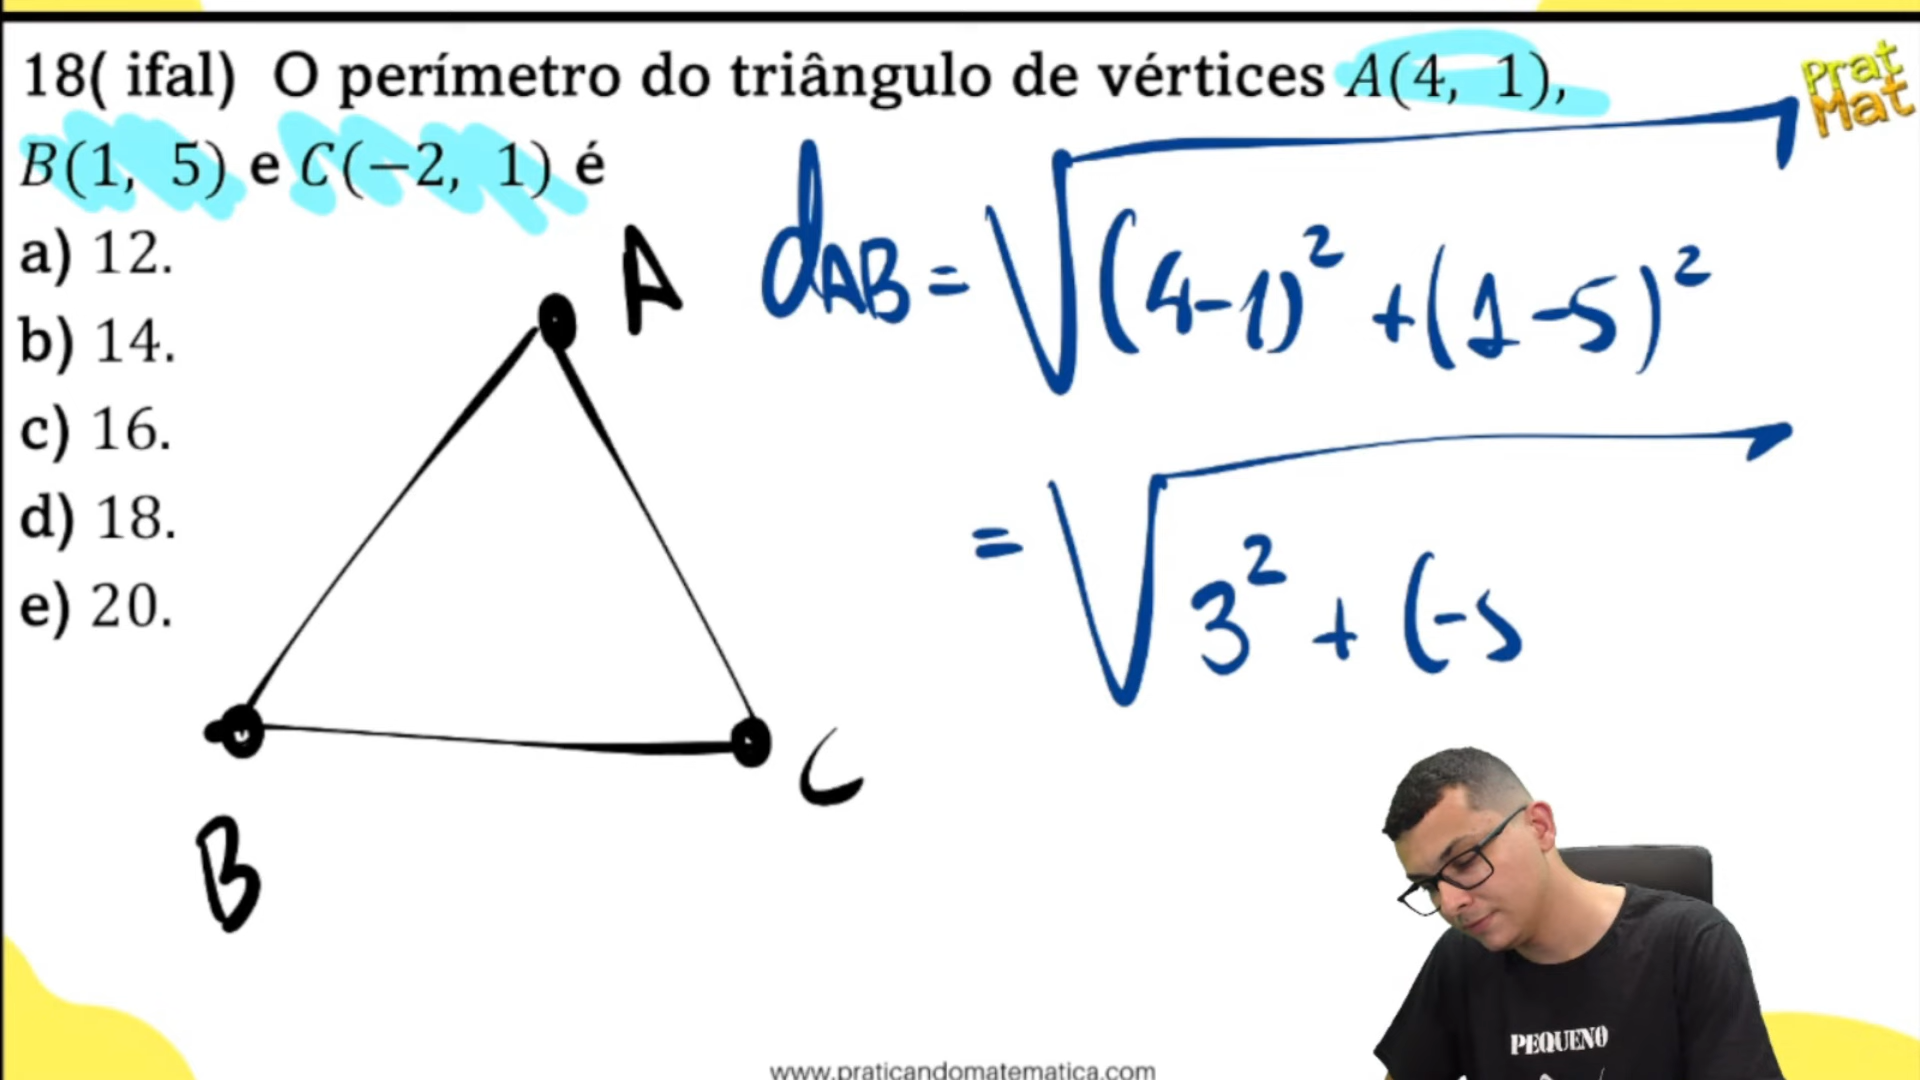 18( ifal) O perímetro do triângulo de vértices A(4, 1),
B(1, 5) e C(−2, 1) é
a) 12.
b) 14.
c) 16.
d) 18.
e) 20.
Prat
Mat
A
B
C
dAB = √(4-1)² + (1-5)²
= √3² + (-5
PEQUENO
www.praticandomatematica.com